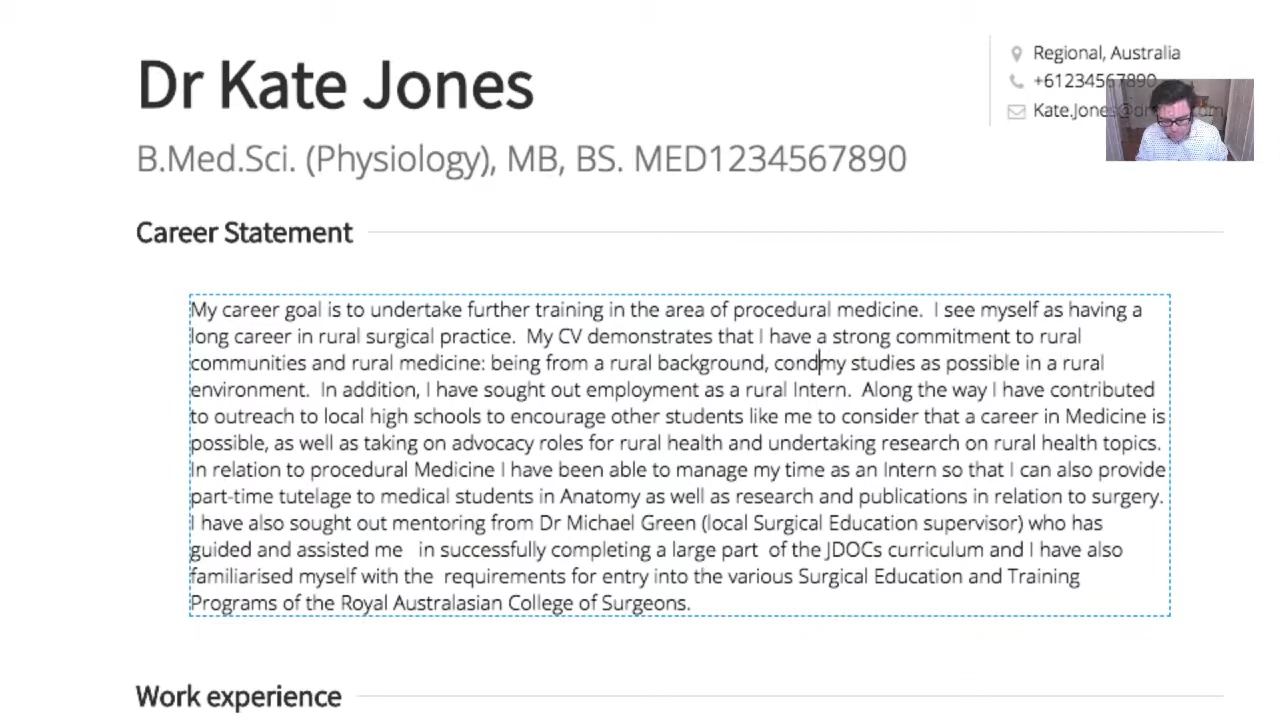 Dr Kate Jones
B.Med.Sci. (Physiology), MB, BS. MED1234567890
Regional, Australia
+61234567890
Career Statement
My career goal is to undertake further training in the area of procedural medicine. I see myself as having a
long career in rural surgical practice. My CV demonstrates that I have a strong commitment to rural
communities and rural medicine: being from a rural background, condmy studies as possible in a rural
environment. In addition, I have sought out employment as a rural Intern. Along the way I have contributed
to outreach to local high schools to encourage other students like me to consider that a career in Medicine is
possible, as well as taking on advocacy roles for rural health and undertaking research on rural health topics.
In relation to procedural Medicine I have been able to manage my time as an Intern so that I can also provide
part-time tutelage to medical students in Anatomy as well as research and publications in relation to surgery.
I have also sought out mentoring from Dr Michael Green (local Surgical Education supervisor) who has
guided and assisted me in successfully completing a large part of the JDOCs curriculum and I have also
familiarised myself with the requirements for entry into the various Surgical Education and Training
Programs of the Royal Australasian College of Surgeons.
Work experience